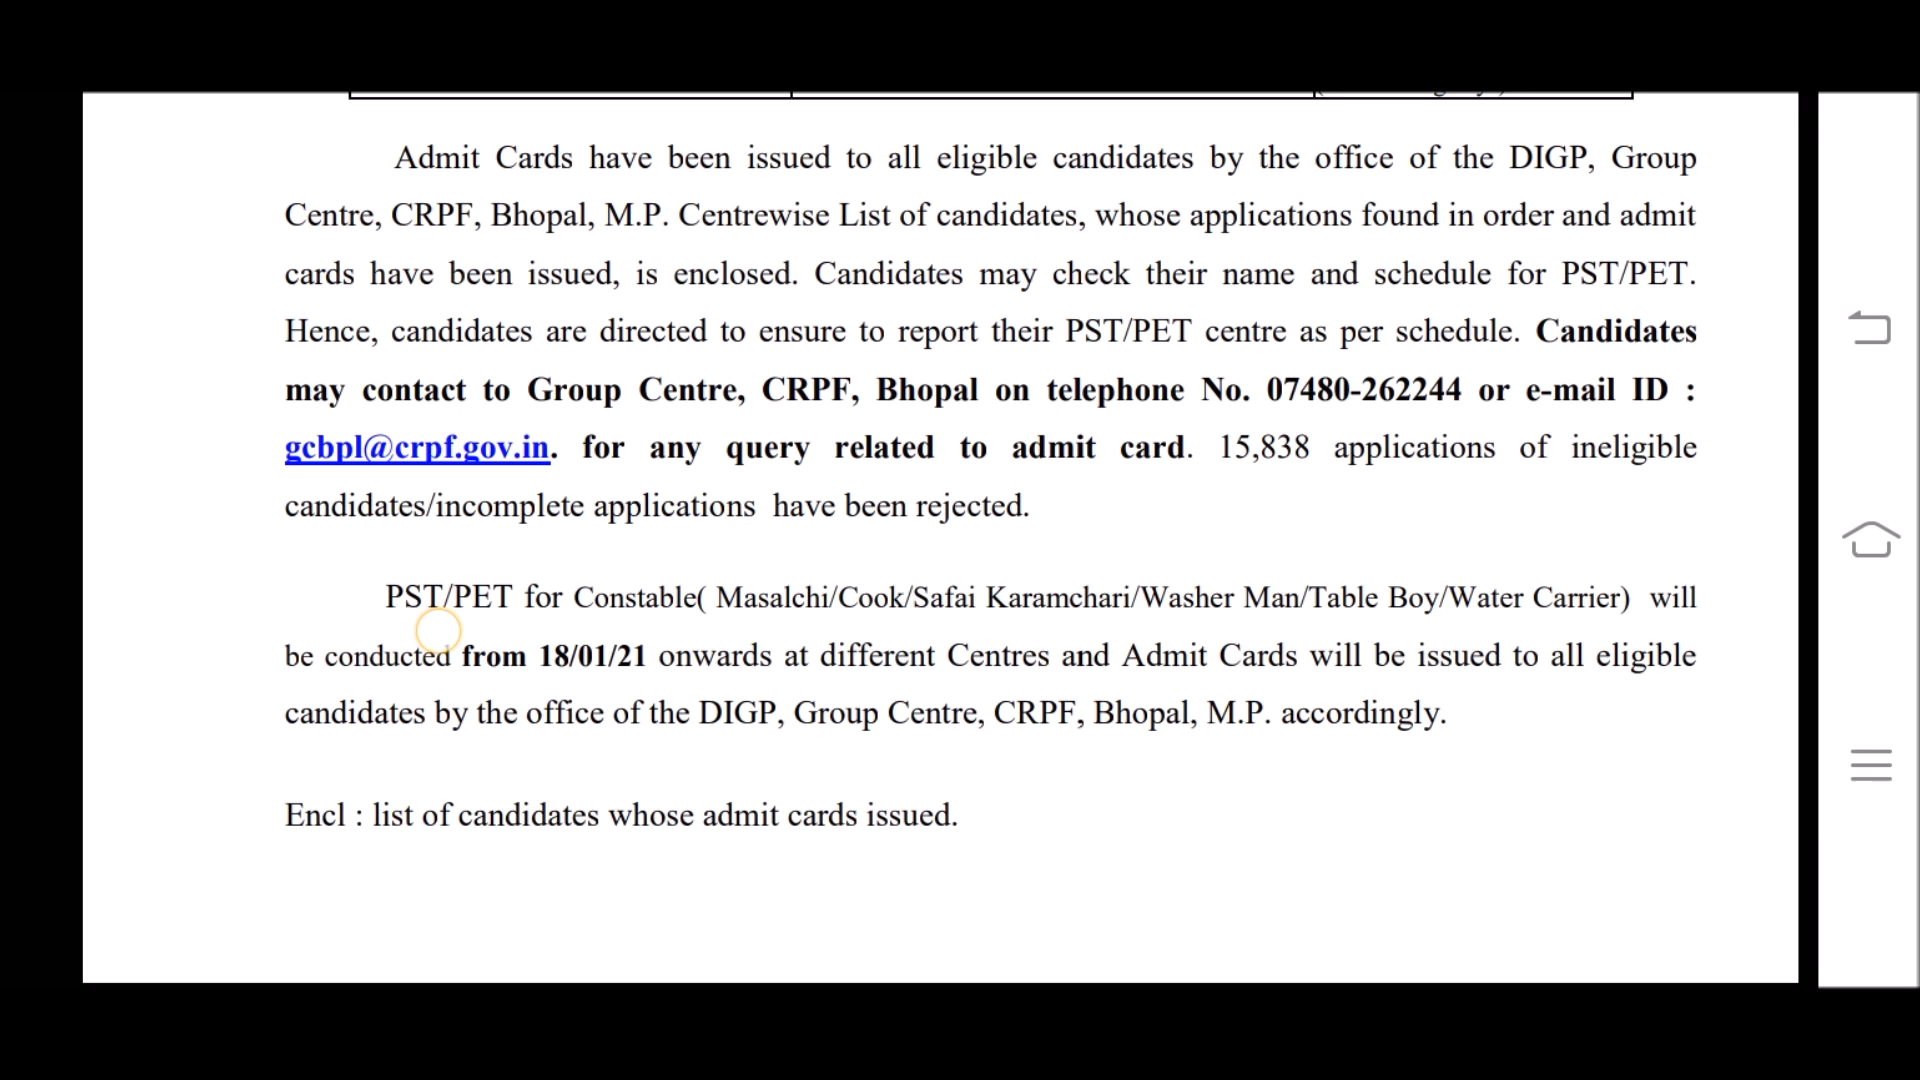 Admit Cards have been issued to all eligible candidates by the office of the DIGP, Group
Centre, CRPF, Bhopal, M.P. Centrewise List of candidates, whose applications found in order and admit
cards have been issued, is enclosed. Candidates may check their name and schedule for PST/PET.
Hence, candidates are directed to ensure to report their PST/PET centre as per schedule. Candidates
may contact to Group Centre, CRPF, Bhopal on telephone No. 07480-262244 or e-mail ID :
gcbpl@crpf.gov.in. for any query related to admit card. 15,838 applications of ineligible
candidates/incomplete applications have been rejected.
PST/PET for Constable( Masalchi/Cook/Safai Karamchari/Washer Man/Table Boy/Water Carrier) will
be conducted from 18/01/21 onwards at different Centres and Admit Cards will be issued to all eligible
candidates by the office of the DIGP, Group Centre, CRPF, Bhopal, M.P. accordingly.
Encl : list of candidates whose admit cards issued.